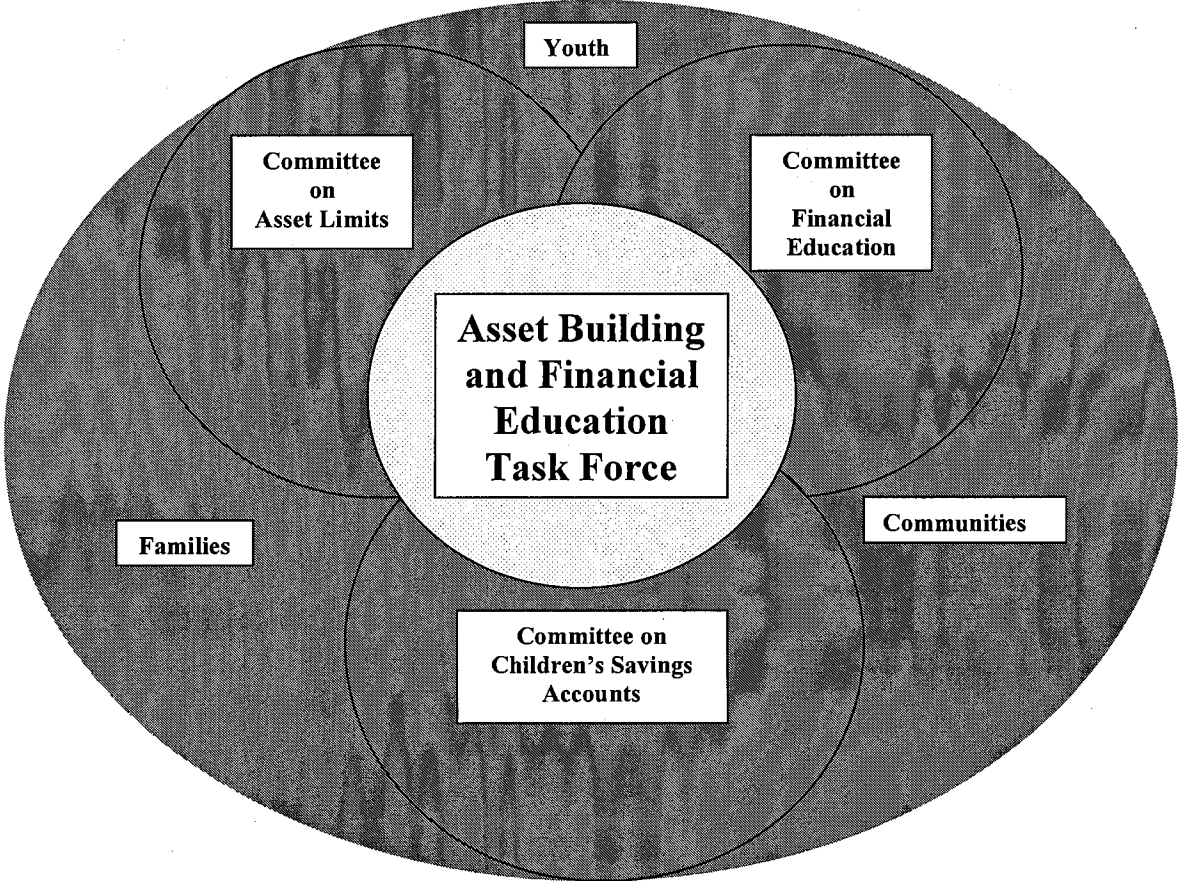 Youth
Committee
on
Asset Limits
Committee
on
Financial
Education
Asset Building
and Financial
Education
Task Force
Families
Communities
Committee on
Children's Savings
Accounts